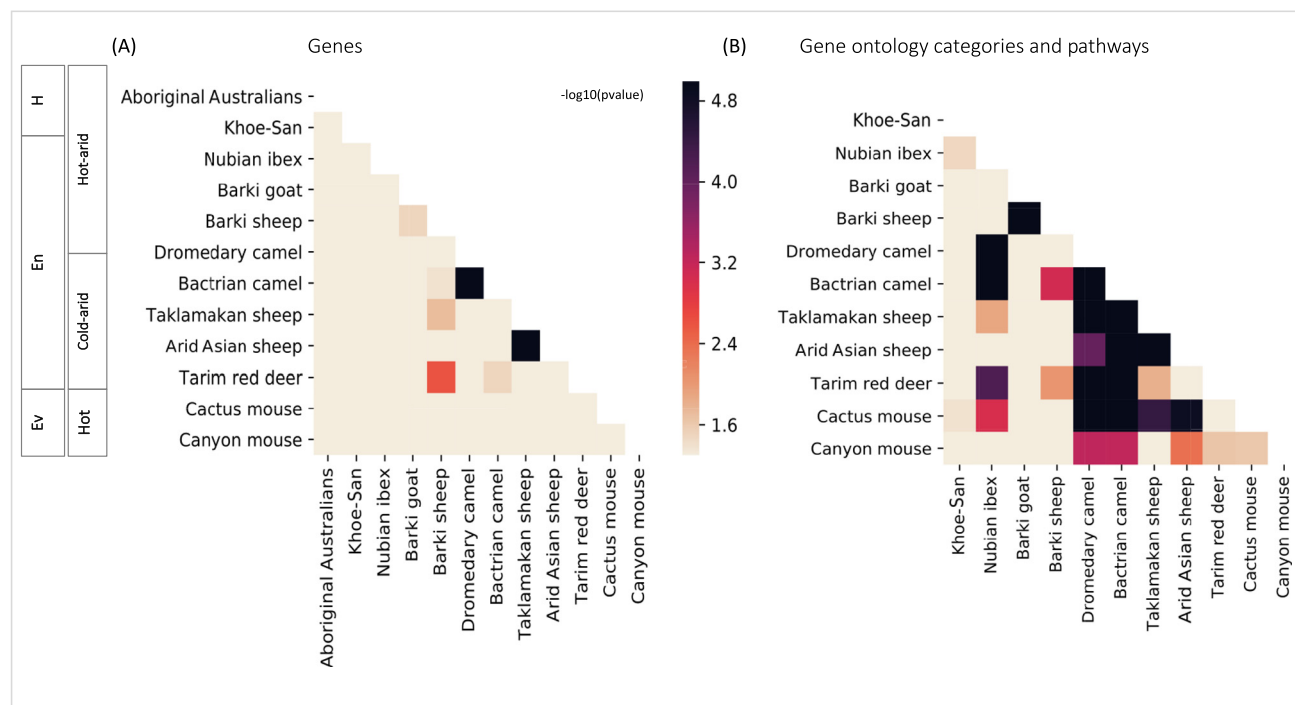 (A)
Genes
(B)
Gene ontology categories and pathways
H
En
Ev
Hot-arid
Cold-arid
Hot
-log10(pvalue)
Aboriginal Australians
Khoe-San
Nubian ibex
Barki goat
Barki sheep
Dromedary camel
Bactrian camel
Taklamakan sheep
Arid Asian sheep
Tarim red deer
Cactus mouse
Canyon mouse
Aboriginal Australians
Khoe-San
Nubian ibex
Barki goat
Barki sheep
Dromedary camel
Bactrian camel
Taklamakan sheep
Arid Asian sheep
Tarim red deer
Cactus mouse
Canyon mouse
4.8
4.0
3.2
2.4
1.6
Khoe-San
Nubian ibex
Barki goat
Barki sheep
Dromedary camel
Bactrian camel
Taklamakan sheep
Arid Asian sheep
Tarim red deer
Cactus mouse
Canyon mouse
Khoe-San
Nubian ibex
Barki goat
Barki sheep
Dromedary camel
Bactrian camel
Taklamakan sheep
Arid Asian sheep
Tarim red deer
Cactus mouse
Canyon mouse